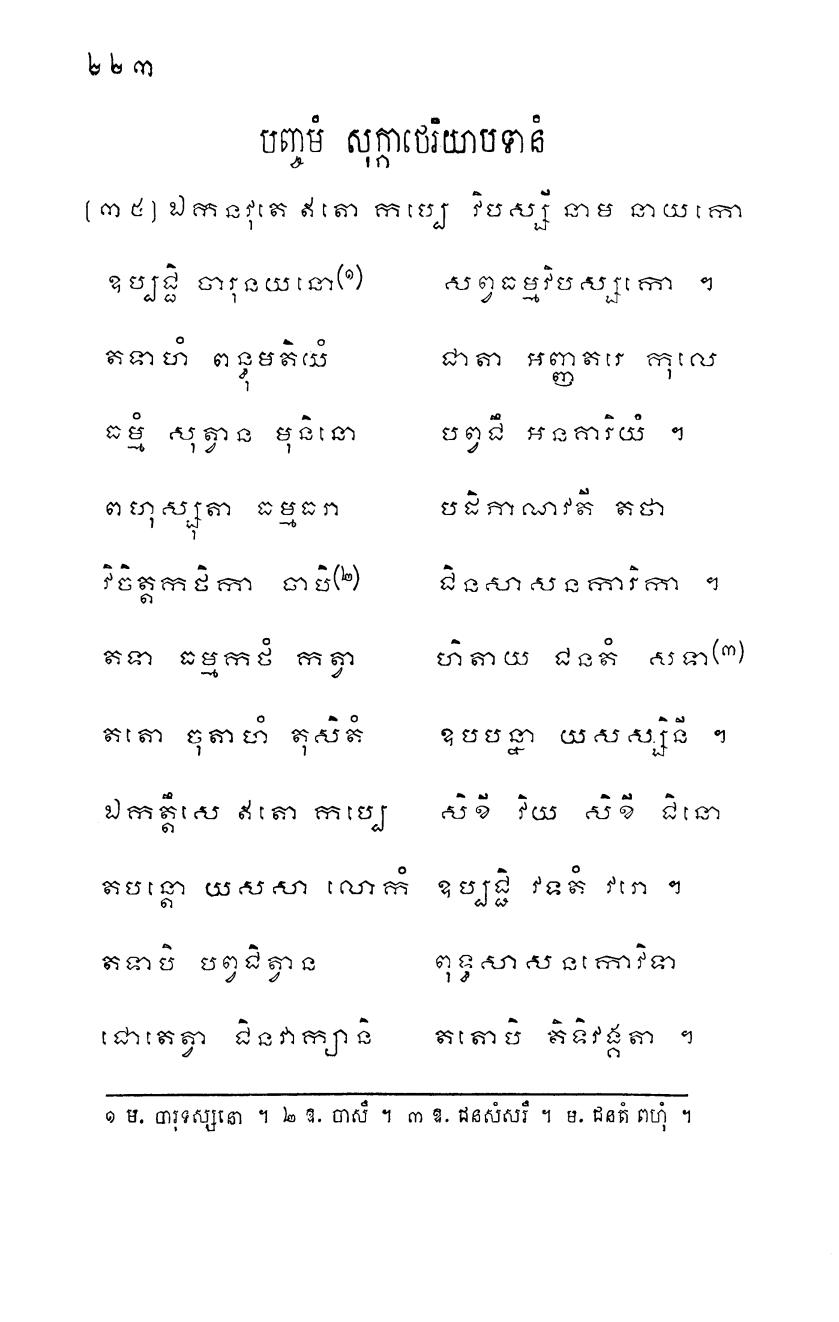 ២២៣
បញ្ចមំ សុក្កាថេរិយាបទានំ
[៣៥] ឯកនវុតេ ឥតោ កប្បេ វិបស្សី នាម នាយកោ
ឧប្បជ្ជិ ចារុនយនោ(១) សព្វធម្មវិបស្សកោ ។
តទាហំ ពន្ធុមតិយំ ជាតា អញ្ញតរេ កុលេ
ធម្មំ សុត្វាន មុនិនោ បព្វជឹ អនការិយំ ។
ពហុស្សុតា ធម្មធរា បដិភាណវតី តថា
វិចិត្តកថិកា ចាបិ(២) ជិនសាសនការិកា ។
តទា ធម្មកថំ កត្វា ហិតាយ ជនតំ សទា(៣)
តតោ ចុតាហំ តុសិតំ ឧបបន្នា យសស្សិនី ។
ឯកត្តឹសេ ឥតោ កប្បេ សិខី វិយ សិខី ជិនោ
តបន្តោ យសសា លោកំ ឧប្បជ្ជិ វទតំ វរោ ។
តទាបិ បព្វជិត្វាន ពុទ្ធសាសនកោវិទា
ជោតេត្វា ជិនវាក្យានិ តតោបិ តិទិវង្គតា ។
១ ម. ចារុទស្សនោ ។ ២ ឧ. ចាសឹ ។ ៣ ឧ. ជនសំសរឹ ។ ម. ជនតំ ពហុំ ។